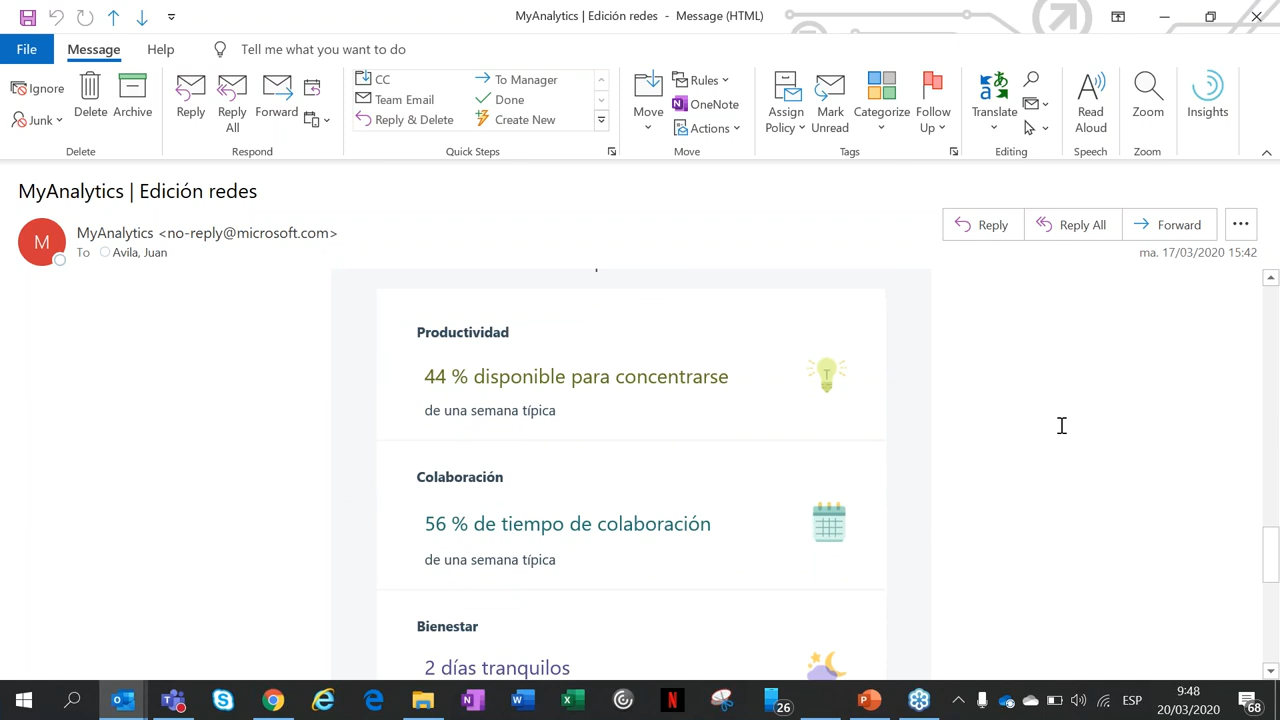 MyAnalytics | Edición redes - Message (HTML)
File Message Help Tell me what you want to do
Ignore
Junk
Delete
Archive
Delete
Reply
Reply All
Forward
Respond
CC
Team Email
Reply & Delete
To Manager
Done
Create New
Quick Steps
Move
Rules
OneNote
Actions
Move
Assign Policy
Mark Unread
Categorize
Follow Up
Tags
Translate
Editing
Read Aloud
Speech
Zoom
Zoom
Insights
MyAnalytics | Edición redes
M
MyAnalytics <no-reply@microsoft.com>
To Avila, Juan
Reply Reply All Forward
ma. 17/03/2020 15:42
Productividad
44 % disponible para concentrarse
de una semana típica
Colaboración
56 % de tiempo de colaboración
de una semana típica
Bienestar
2 días tranquilos
26
ESP
9:48
20/03/2020
68